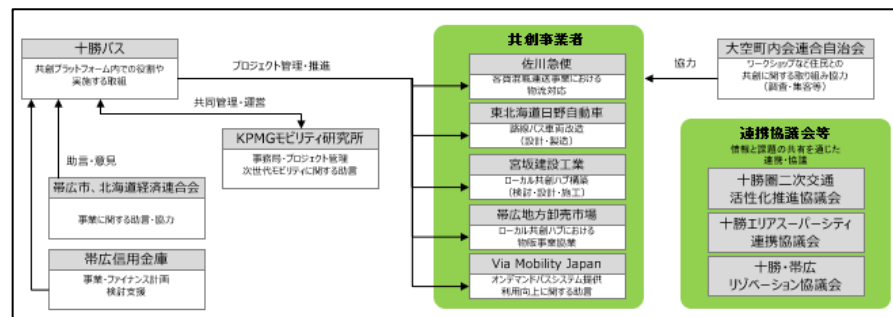 十勝バス
共創プラットフォーム内での役割や
実施する取組
プロジェクト管理・推進
共同管理・運営
KPMGモビリティ研究所
事務局・プロジェクト管理
次世代モビリティに関する助言
助言・意見
帯広市、北海道経済連合会
事業に関する助言・協力
帯広信用金庫
事業・ファイナンス計画
検討支援
共創事業者
佐川急便
客貨混載運送事業における
物流対応
東北海道日野自動車
路線バス車両改造
(設計・製造)
宮坂建設工業
ローカル共創ハブ構築
(検討・設計・施工)
帯広地方卸売市場
ローカル共創ハブにおける
物販事業協業
Via Mobility Japan
オンデマンドバスシステム提供
利用向上に関する助言
協力
大空町内会連合自治会
ワークショップなど住民との
共創に関する取り組み協力
(調査・集客等)
連携協議会等
情報と課題の共有を通じた
連携・協議
十勝圏二次交通
活性化推進協議会
十勝エリアスーパーシティ
連携協議会
十勝・帯広
リゾベーション協議会